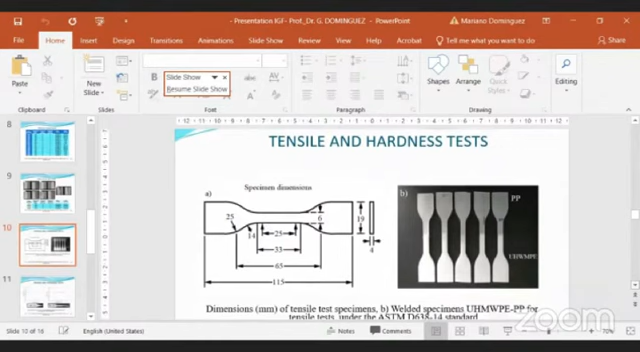 - Presentation IGF - Prof_Dr. G. DOMINGUEZ - PowerPoint
Mariano Dominguez
File
Home
Insert
Design
Transitions
Animations
Slide Show
Review
View
Acrobat
Tell me what you want to do
Share
Paste
New
Slide
B
Slide Show
Resume Slide Show
abc
AV
Shapes
Arrange
Quick
Styles
Editing
Clipboard
Slides
Font
Paragraph
Drawing
8
9
10
11
TENSILE AND HARDNESS TESTS
a)
Specimen dimensions
25
14
6
19
25
33
65
115
4
b)
PP
UHWMPE
Dimensions (mm) of tensile test specimens, b) Welded specimens UHMWPE-PP for
tensile tests, under the ASTM D638-14 standard
zoom
Slide 10 of 16
English (United States)
Notes
Comments
70%